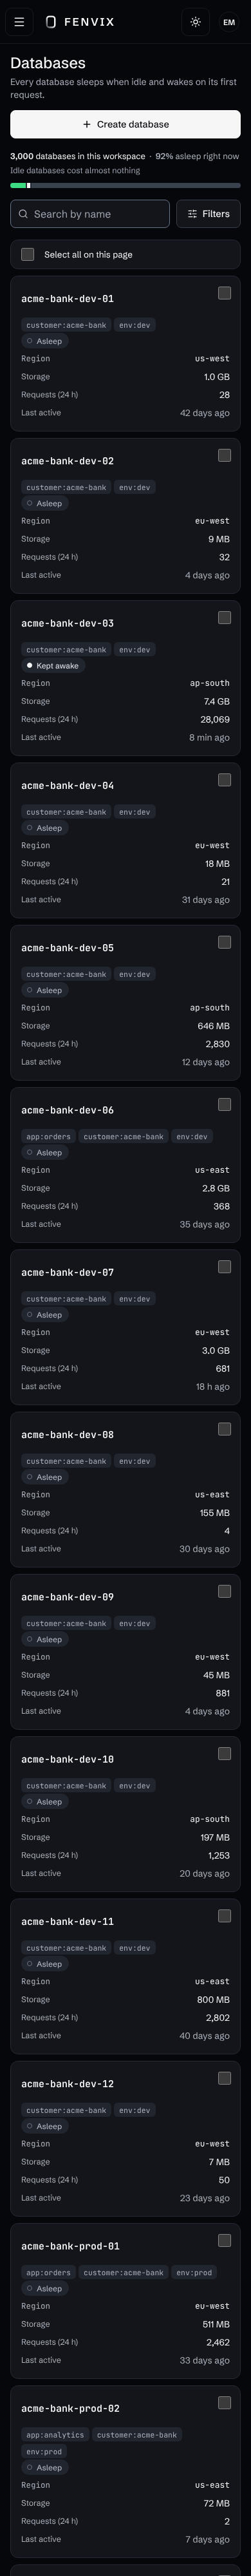 FENVIX
EM
Databases
Every database sleeps when idle and wakes on its first
request.
Create database
3,000 databases in this workspace · 92% asleep right now
Idle databases cost almost nothing
Search by name
Filters
Select all on this page
acme-bank-dev-01
customer:acme-bank env:dev
Asleep
Region us-west
Storage 1.0 GB
Requests (24 h) 28
Last active 42 days ago
acme-bank-dev-02
customer:acme-bank env:dev
Asleep
Region eu-west
Storage 9 MB
Requests (24 h) 32
Last active 4 days ago
acme-bank-dev-03
customer:acme-bank env:dev
Kept awake
Region ap-south
Storage 7.4 GB
Requests (24 h) 28,069
Last active 8 min ago
acme-bank-dev-04
customer:acme-bank env:dev
Asleep
Region eu-west
Storage 18 MB
Requests (24 h) 21
Last active 31 days ago
acme-bank-dev-05
customer:acme-bank env:dev
Asleep
Region ap-south
Storage 646 MB
Requests (24 h) 2,830
Last active 12 days ago
acme-bank-dev-06
app:orders customer:acme-bank env:dev
Asleep
Region us-east
Storage 2.8 GB
Requests (24 h) 368
Last active 35 days ago
acme-bank-dev-07
customer:acme-bank env:dev
Asleep
Region eu-west
Storage 3.0 GB
Requests (24 h) 681
Last active 18 h ago
acme-bank-dev-08
customer:acme-bank env:dev
Asleep
Region us-east
Storage 155 MB
Requests (24 h) 4
Last active 30 days ago
acme-bank-dev-09
customer:acme-bank env:dev
Asleep
Region eu-west
Storage 45 MB
Requests (24 h) 881
Last active 4 days ago
acme-bank-dev-10
customer:acme-bank env:dev
Asleep
Region ap-south
Storage 197 MB
Requests (24 h) 1,253
Last active 20 days ago
acme-bank-dev-11
customer:acme-bank env:dev
Asleep
Region us-east
Storage 800 MB
Requests (24 h) 2,802
Last active 40 days ago
acme-bank-dev-12
customer:acme-bank env:dev
Asleep
Region eu-west
Storage 7 MB
Requests (24 h) 50
Last active 23 days ago
acme-bank-prod-01
app:orders customer:acme-bank env:prod
Asleep
Region eu-west
Storage 511 MB
Requests (24 h) 2,462
Last active 33 days ago
acme-bank-prod-02
app:analytics customer:acme-bank
env:prod
Asleep
Region us-east
Storage 72 MB
Requests (24 h) 2
Last active 7 days ago